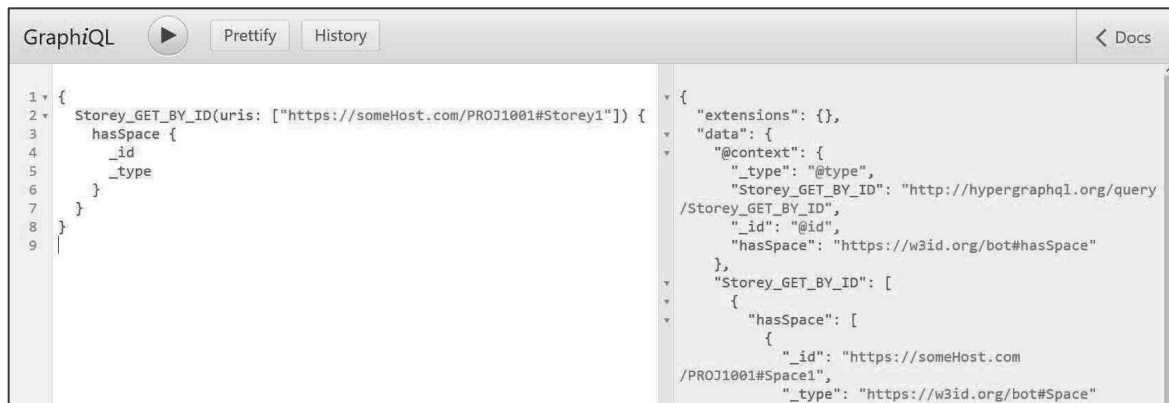 GraphiQL Prettify History < Docs
1 {
2 Storey_GET_BY_ID(uris: ["https://someHost.com/PROJ1001#Storey1"]) {
3 hasSpace {
4 _id
5 _type
6 }
7 }
8 }
9
{
"extensions": {},
"data": {
"@context": {
"_type": "@type",
"Storey_GET_BY_ID": "http://hypergraphql.org/query
/Storey_GET_BY_ID",
"_id": "@id",
"hasSpace": "https://w3id.org/bot#hasSpace"
},
"Storey_GET_BY_ID": [
{
"hasSpace": [
{
"_id": "https://someHost.com
/PROJ1001#Space1",
"_type": "https://w3id.org/bot#Space"